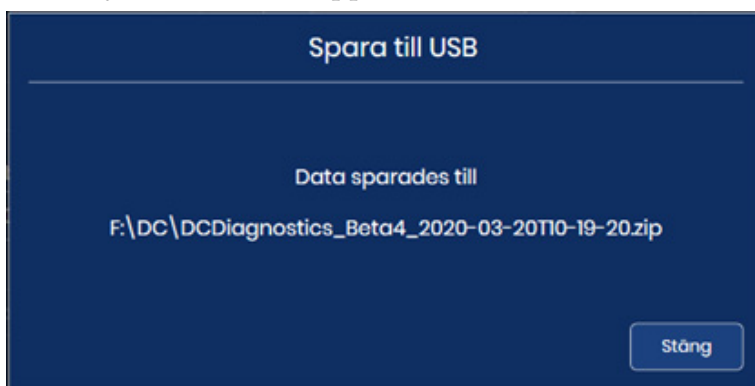 Spara till USB
Data sparades till
F:\DC\DCDiagnostics_Beta4_2020-03-20T10-19-20.zip
Stäng